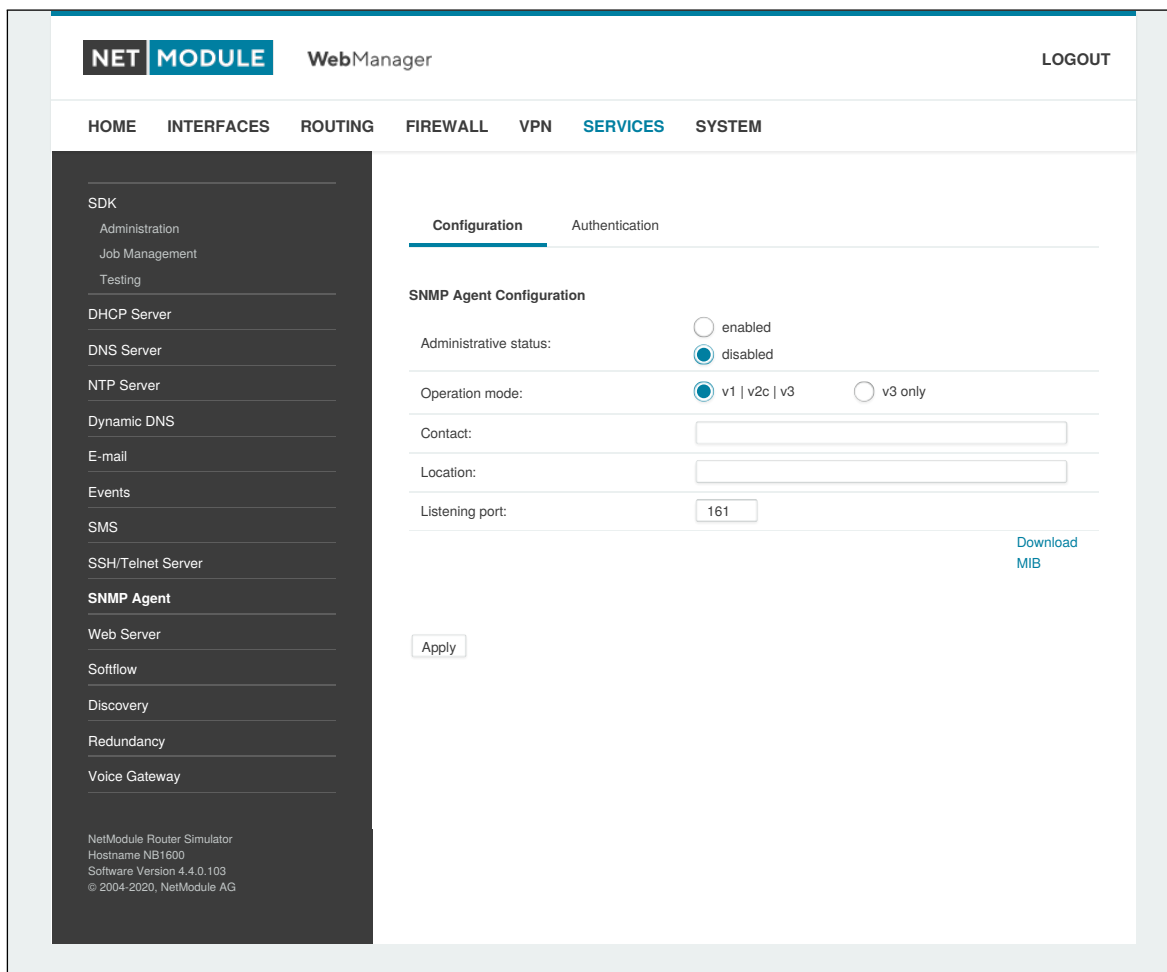 NET MODULE WebManager LOGOUT
HOME INTERFACES ROUTING FIREWALL VPN SERVICES SYSTEM
SDK
Administration
Job Management
Testing
DHCP Server
DNS Server
NTP Server
Dynamic DNS
E-mail
Events
SMS
SSH/Telnet Server
SNMP Agent
Web Server
Softflow
Discovery
Redundancy
Voice Gateway
NetModule Router Simulator
Hostname NB1600
Software Version 4.4.0.103
© 2004-2020, NetModule AG
Configuration Authentication
SNMP Agent Configuration
Administrative status:
enabled
disabled
Operation mode: v1 | v2c | v3 v3 only
Contact:
Location:
Listening port: 161
Download
MIB
Apply